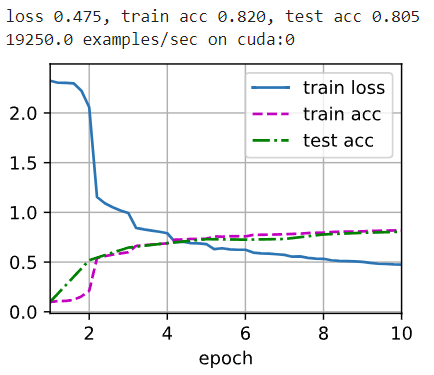 loss 0.475, train acc 0.820, test acc 0.805
19250.0 examples/sec on cuda:0
train loss
train acc
test acc
2.0
1.5
1.0
0.5
0.0
2 4 6 8 10
epoch